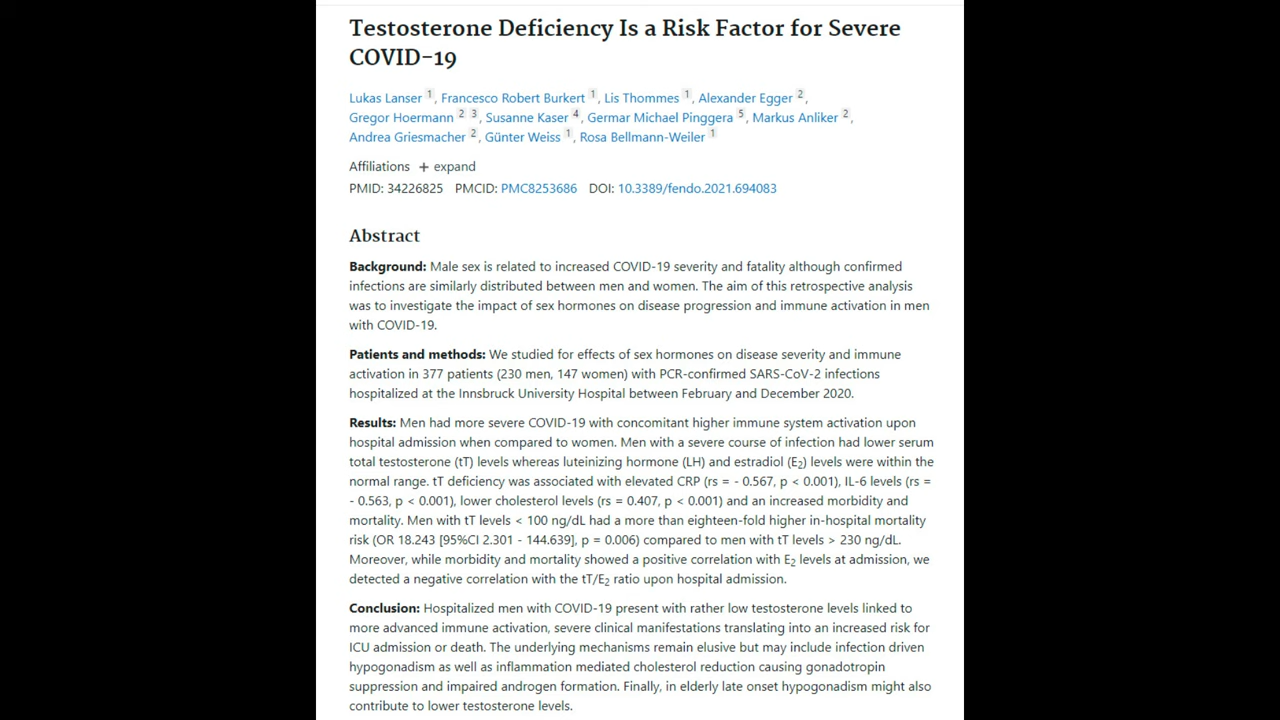 Testosterone Deficiency Is a Risk Factor for Severe
COVID-19
Lukas Lanser 1, Francesco Robert Burkert 1, Lis Thommes 1, Alexander Egger 2,
Gregor Hoermann 2 3, Susanne Kaser 4, Germar Michael Pinggera 5, Markus Anliker 2,
Andrea Griesmacher 2, Günter Weiss 1, Rosa Bellmann-Weiler 1
Affiliations + expand
PMID: 34226825 PMCID: PMC8253686 DOI: 10.3389/fendo.2021.694083
Abstract
Background: Male sex is related to increased COVID-19 severity and fatality although confirmed
infections are similarly distributed between men and women. The aim of this retrospective analysis
was to investigate the impact of sex hormones on disease progression and immune activation in men
with COVID-19.
Patients and methods: We studied for effects of sex hormones on disease severity and immune
activation in 377 patients (230 men, 147 women) with PCR-confirmed SARS-CoV-2 infections
hospitalized at the Innsbruck University Hospital between February and December 2020.
Results: Men had more severe COVID-19 with concomitant higher immune system activation upon
hospital admission when compared to women. Men with a severe course of infection had lower serum
total testosterone (tT) levels whereas luteinizing hormone (LH) and estradiol (E2) levels were within the
normal range. tT deficiency was associated with elevated CRP (rs = - 0.567, p < 0.001), IL-6 levels (rs =
- 0.563, p < 0.001), lower cholesterol levels (rs = 0.407, p < 0.001) and an increased morbidity and
mortality. Men with tT levels < 100 ng/dL had a more than eighteen-fold higher in-hospital mortality
risk (OR 18.243 [95%CI 2.301 - 144.639], p = 0.006) compared to men with tT levels > 230 ng/dL.
Moreover, while morbidity and mortality showed a positive correlation with E2 levels at admission, we
detected a negative correlation with the tT/E2 ratio upon hospital admission.
Conclusion: Hospitalized men with COVID-19 present with rather low testosterone levels linked to
more advanced immune activation, severe clinical manifestations translating into an increased risk for
ICU admission or death. The underlying mechanisms remain elusive but may include infection driven
hypogonadism as well as inflammation mediated cholesterol reduction causing gonadotropin
suppression and impaired androgen formation. Finally, in elderly late onset hypogonadism might also
contribute to lower testosterone levels.